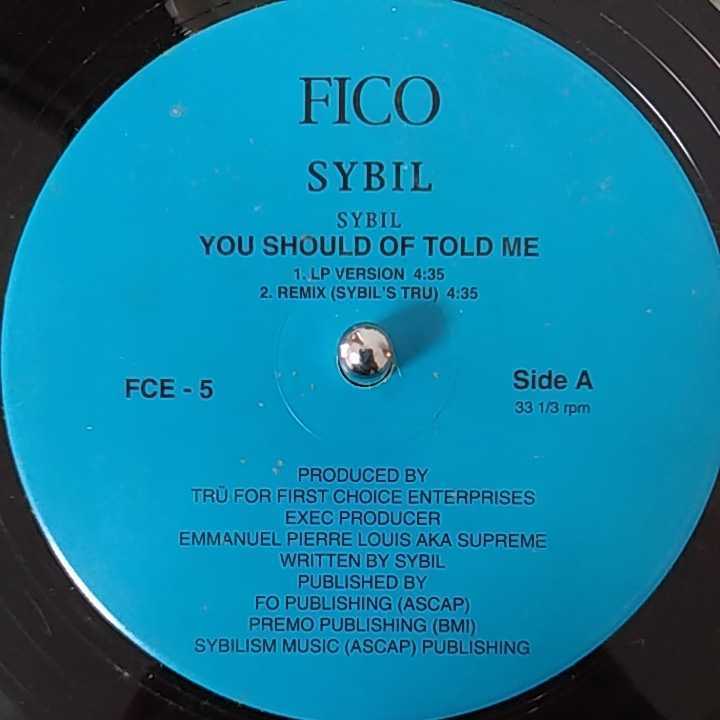 FICO
SYBIL
SYBIL
YOU SHOULD OF TOLD ME
1. LP VERSION 4:35
2. REMIX (SYBIL'S TRU) 4:35
FCE - 5
Side A
33 1/3 rpm
PRODUCED BY
TRŪ FOR FIRST CHOICE ENTERPRISES
EXEC PRODUCER
EMMANUEL PIERRE LOUIS AKA SUPREME
WRITTEN BY SYBIL
PUBLISHED BY
FO PUBLISHING (ASCAP)
PREMO PUBLISHING (BMI)
SYBILISM MUSIC (ASCAP) PUBLISHING